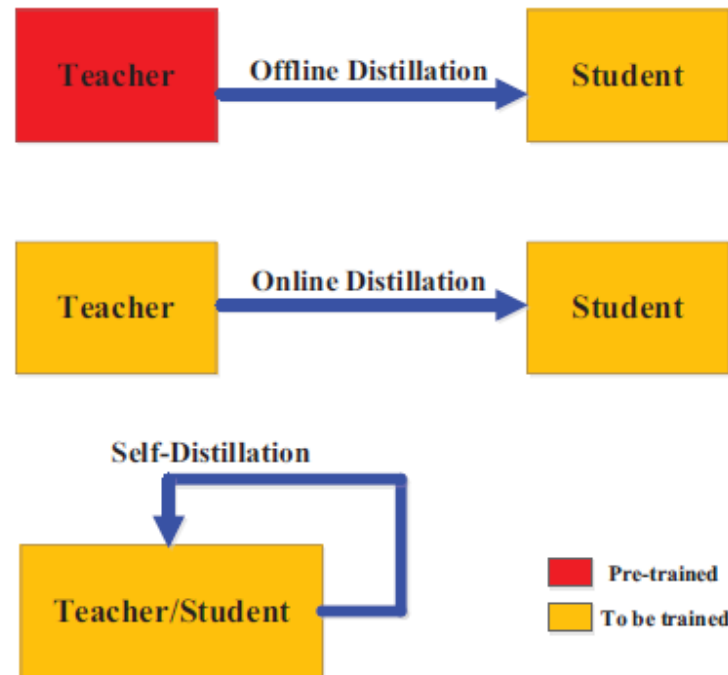 Teacher
Offline Distillation
Student
Teacher
Online Distillation
Student
Self-Distillation
Teacher/Student
Pre-trained
To be trained